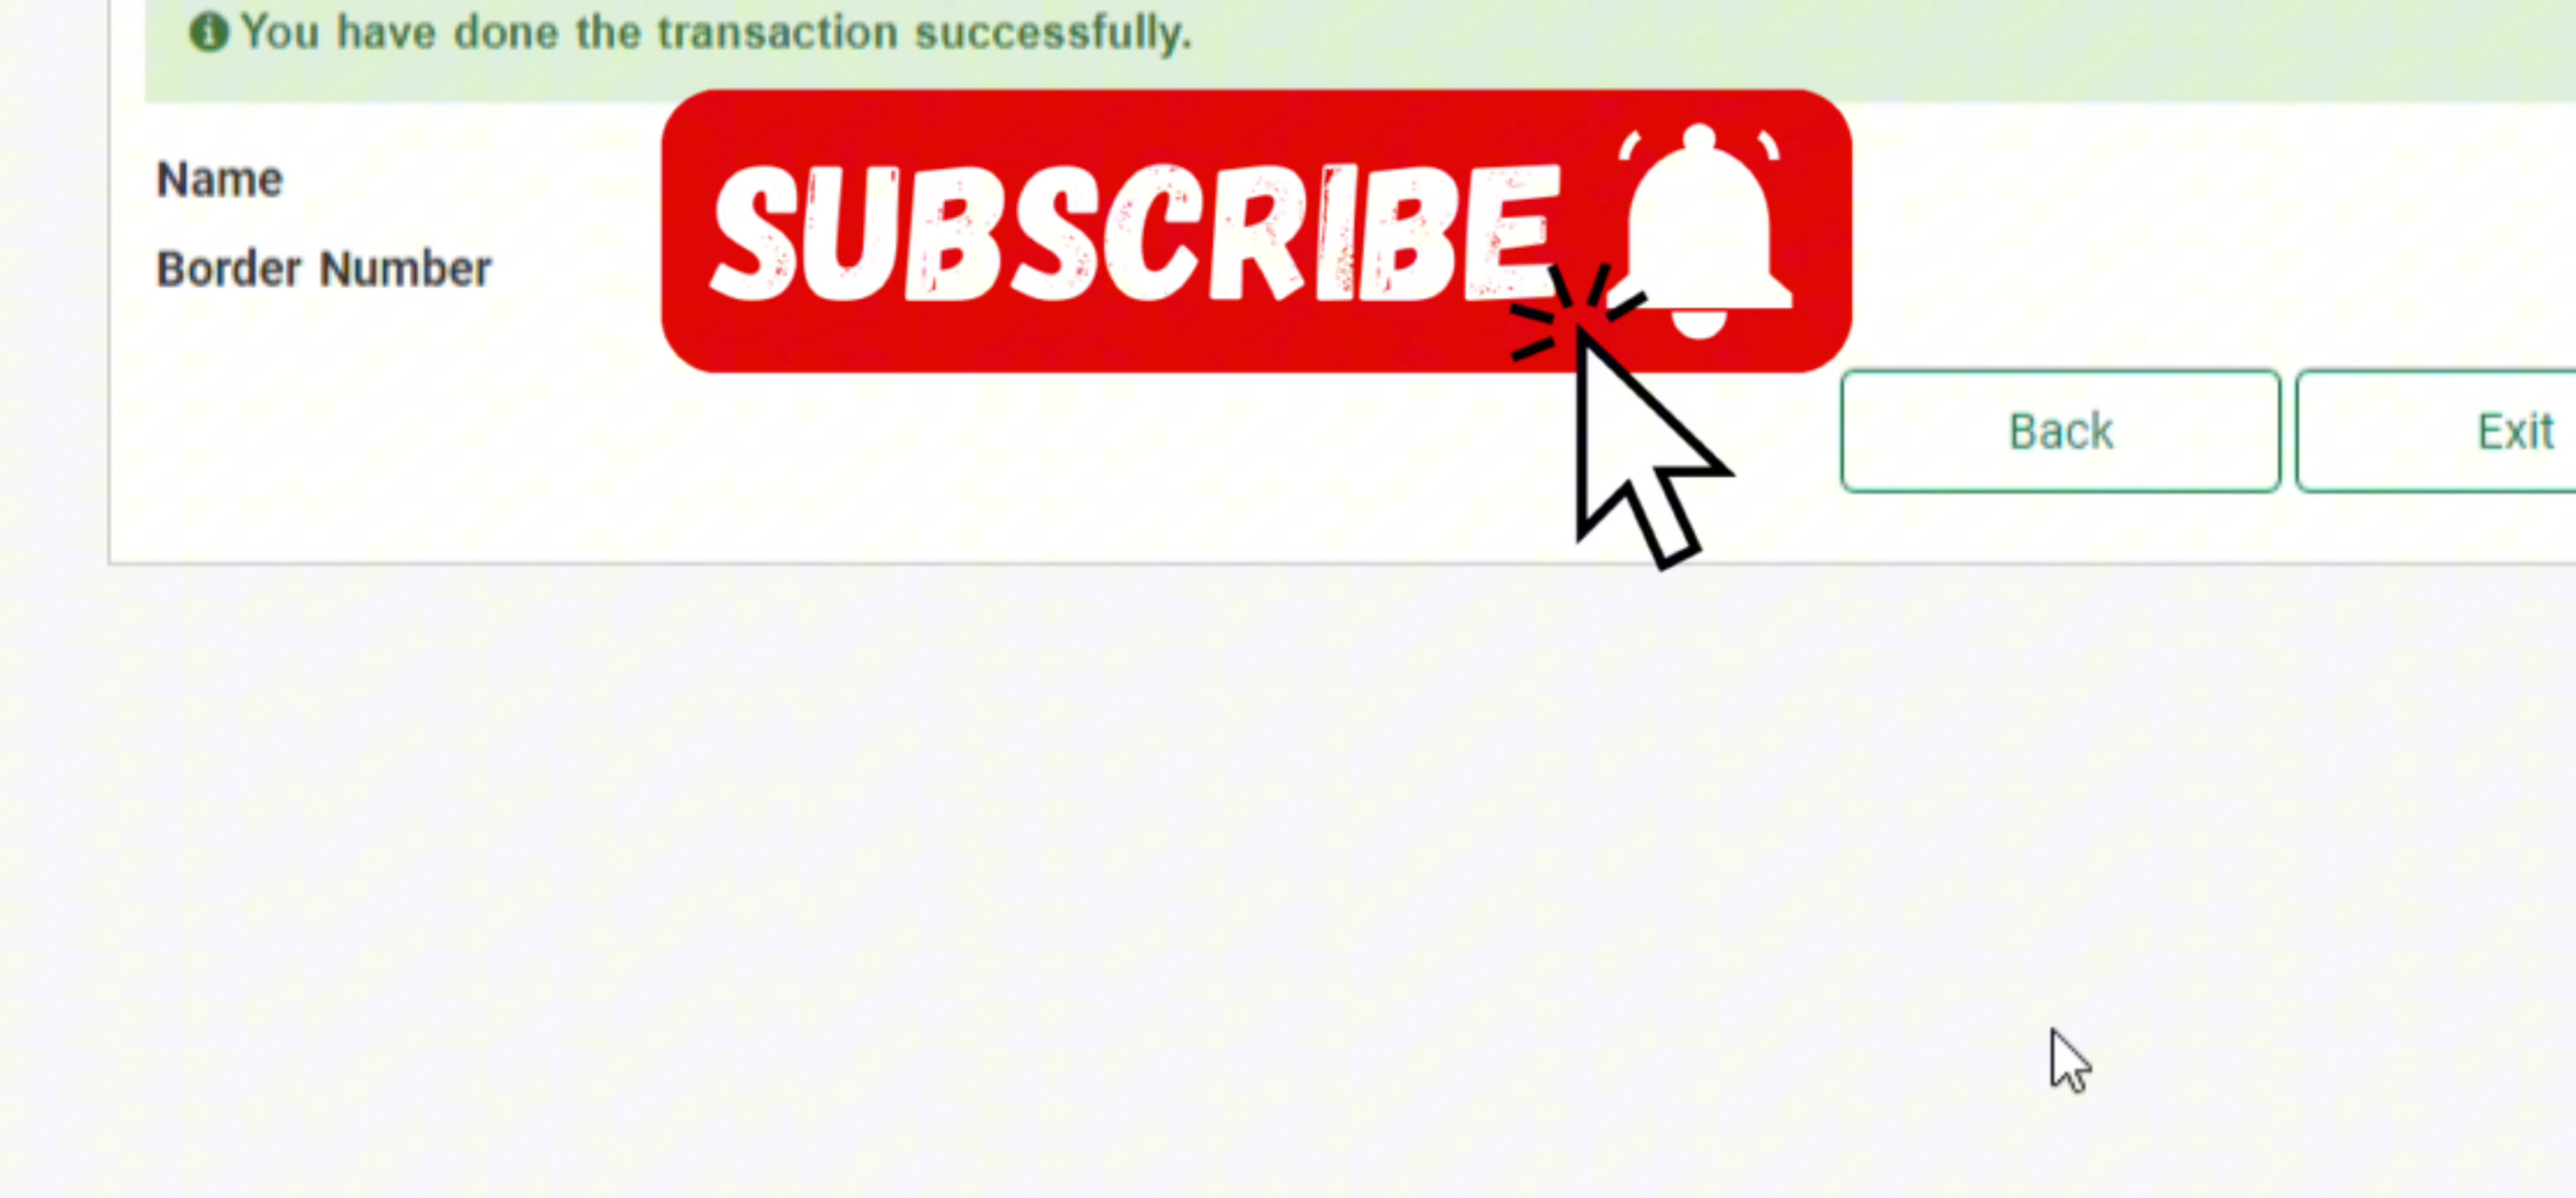 You have done the transaction successfully.
Name
SUBSCRIBE
Border Number
Back
Exit